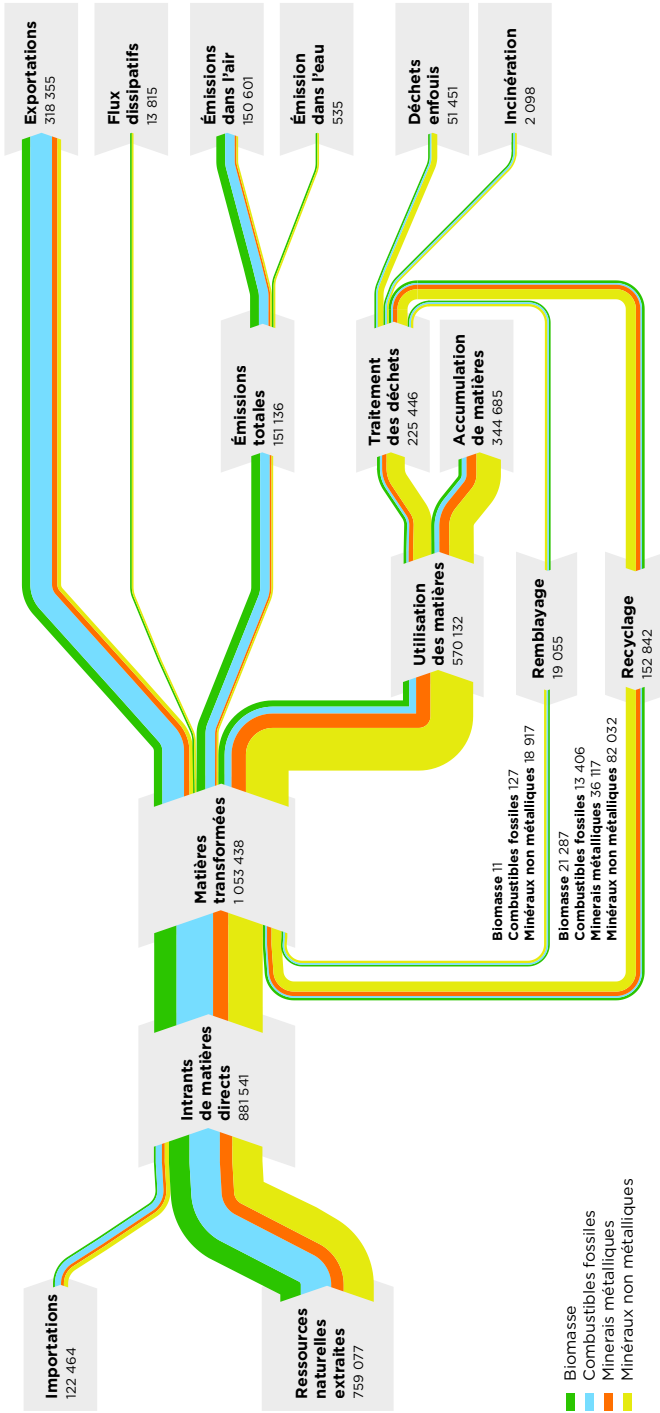 Importations
122 464
Ressources
naturelles
extraites
759 077
Intrants
de matières
directs
881 541
Matières
transformées
1 053 438
Exportations
318 355
Flux
dissipatifs
13 815
Émissions
totales
151 136
Émissions
dans l'air
150 601
Émission
dans l'eau
535
Utilisation
des matières
570 132
Traitement
des déchets
225 446
Accumulation
de matières
344 685
Déchets
enfouis
51 451
Incinération
2 098
Remblayage
19 055
Biomasse 11
Combustibles fossiles 127
Minéraux non métalliques 18 917
Recyclage
152 842
Biomasse 21 287
Combustibles fossiles 13 406
Minerais métalliques 36 117
Minéraux non métalliques 82 032
Biomasse
Combustibles fossiles
Minerais métalliques
Minéraux non métalliques